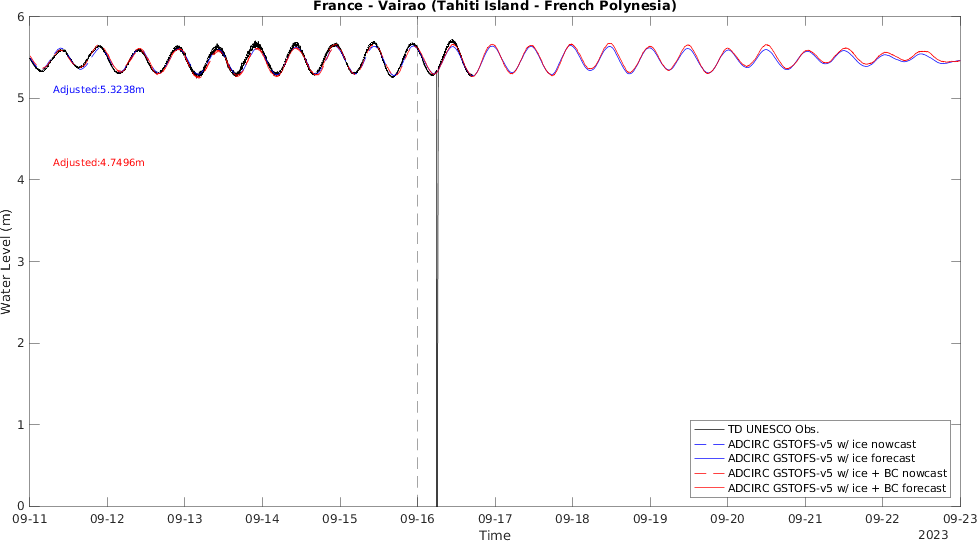 France - Vairao (Tahiti Island - French Polynesia)
6
5
4
3
2
1
0
Water Level (m)
Adjusted:5.3238m
Adjusted:4.7496m
TD UNESCO Obs.
ADCIRC GSTOFS-v5 w/ ice nowcast
ADCIRC GSTOFS-v5 w/ ice forecast
ADCIRC GSTOFS-v5 w/ ice + BC nowcast
ADCIRC GSTOFS-v5 w/ ice + BC forecast
09-11 09-12 09-13 09-14 09-15 09-16 09-17 09-18 09-19 09-20 09-21 09-22 09-23
Time
2023